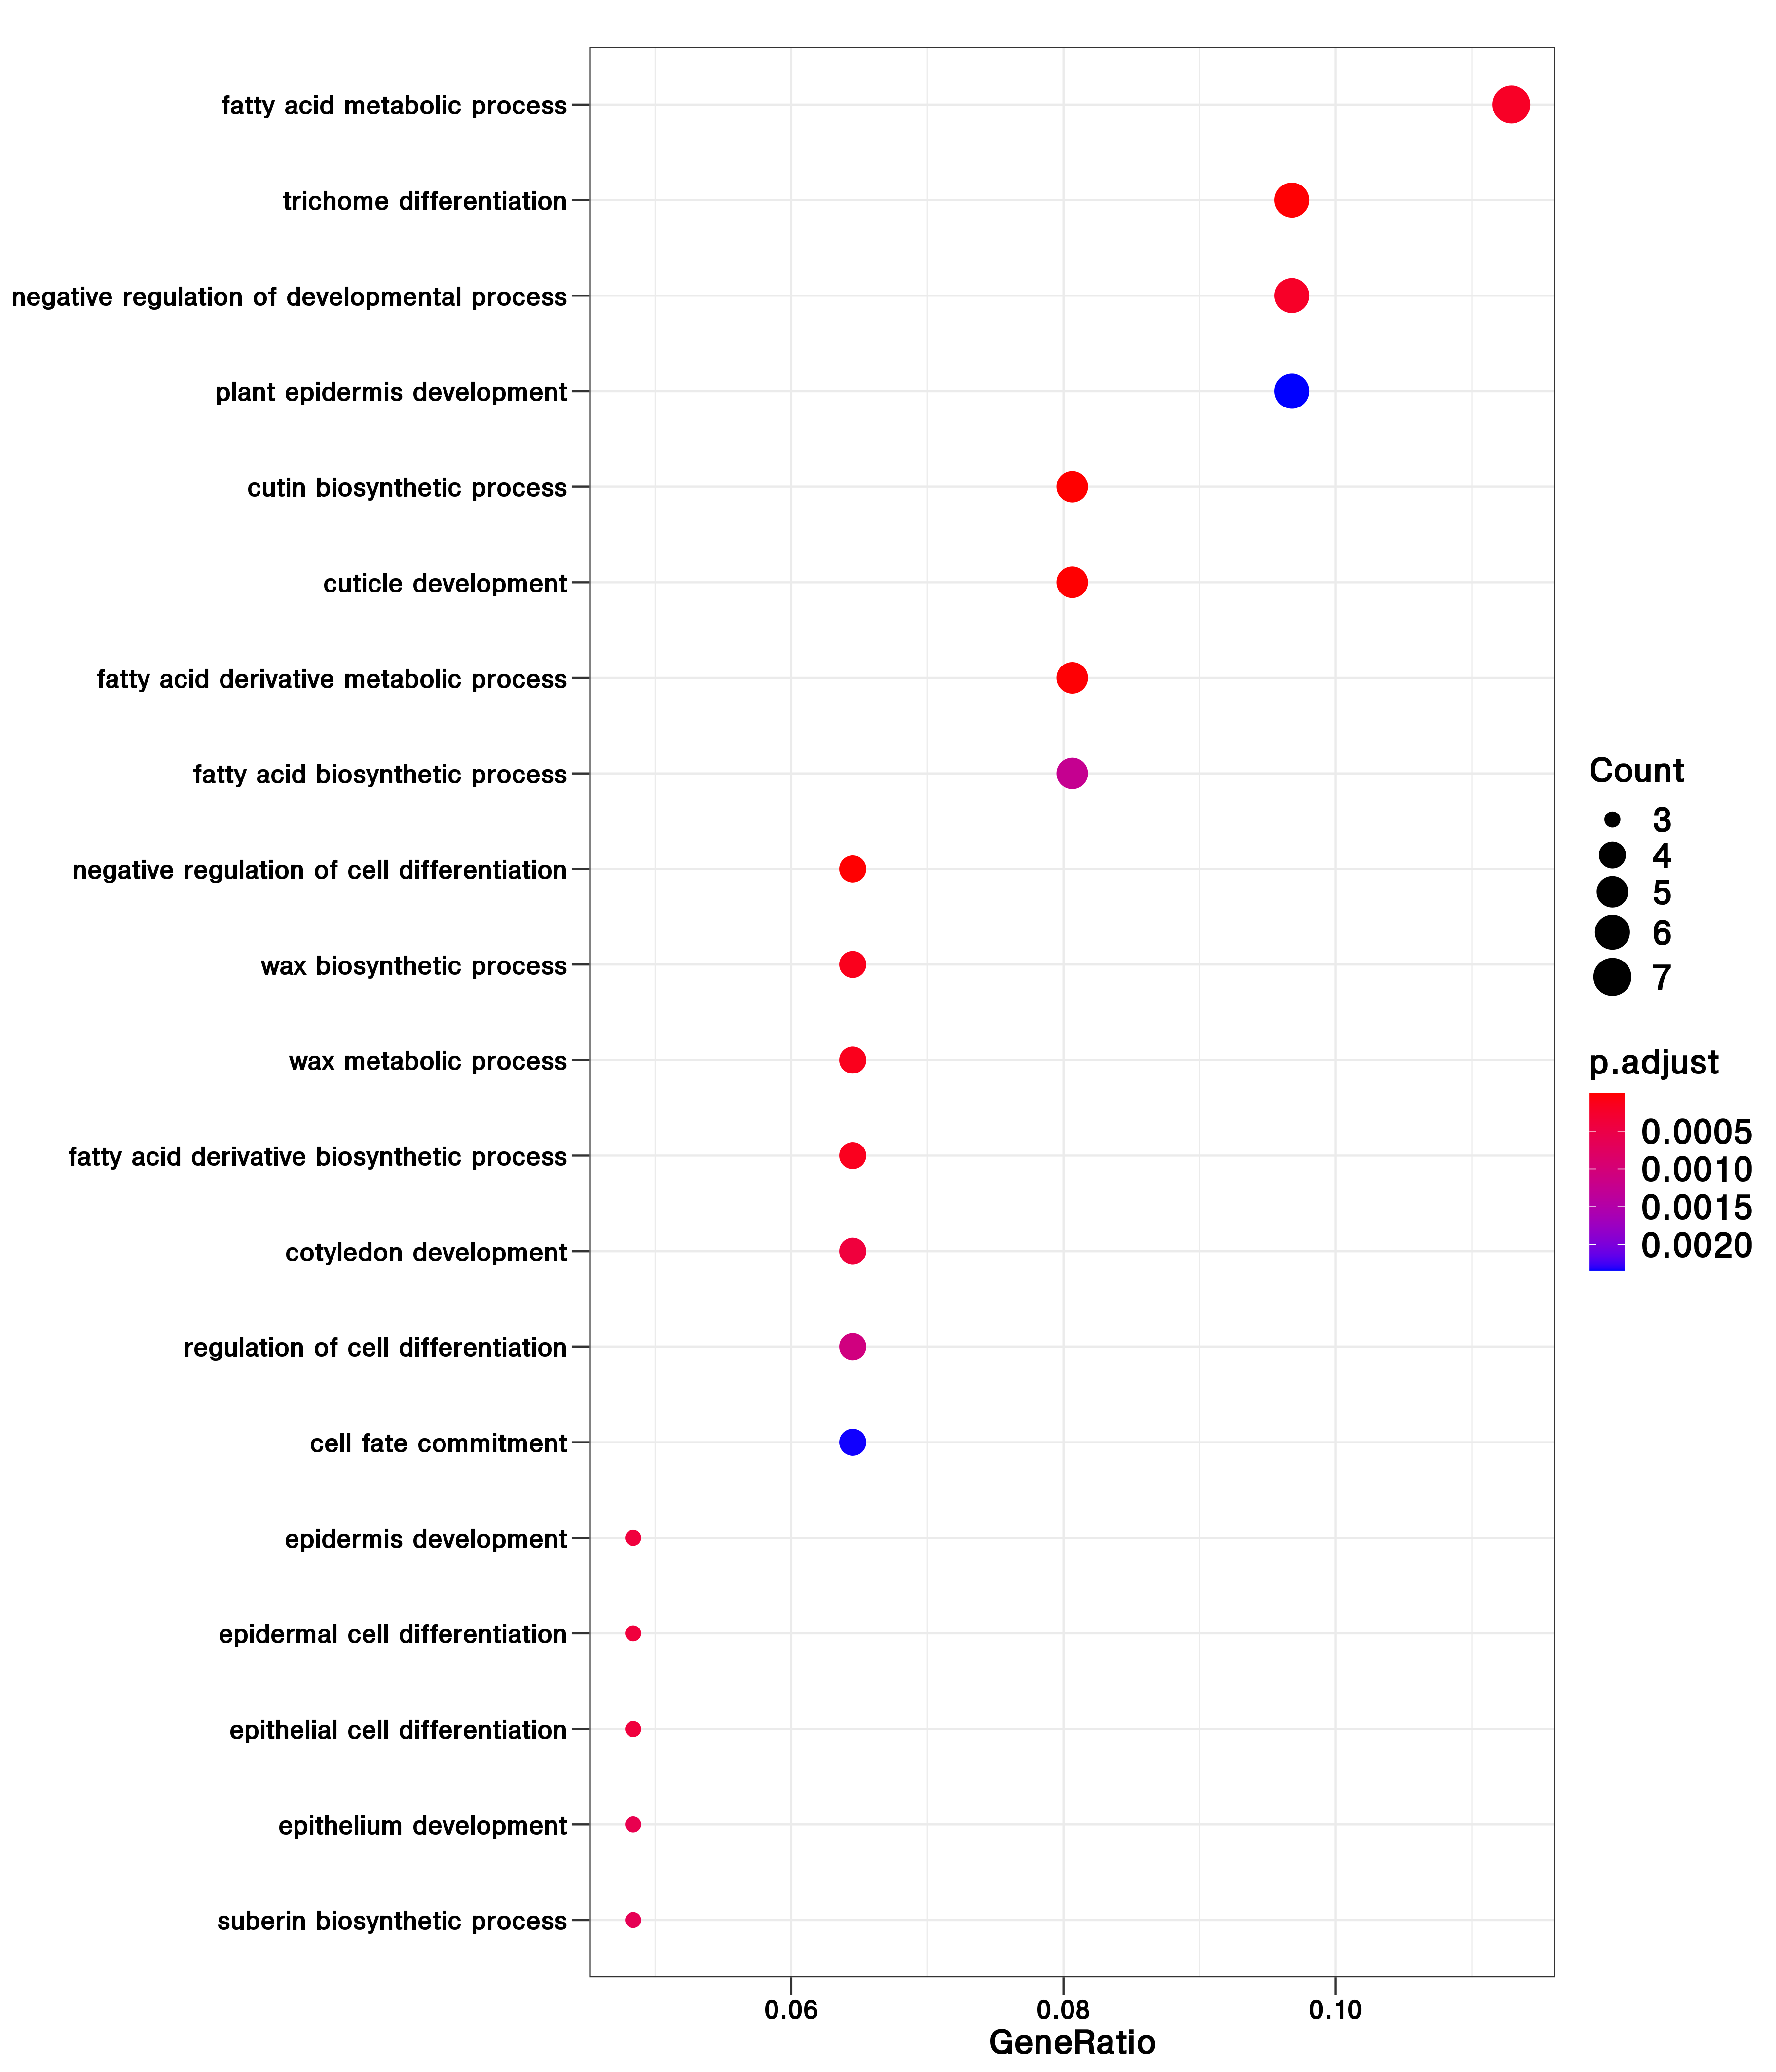 fatty acid metabolic process
trichome differentiation
negative regulation of developmental process
plant epidermis development
cutin biosynthetic process
cuticle development
fatty acid derivative metabolic process
fatty acid biosynthetic process
negative regulation of cell differentiation
wax biosynthetic process
wax metabolic process
fatty acid derivative biosynthetic process
cotyledon development
regulation of cell differentiation
cell fate commitment
epidermis development
epidermal cell differentiation
epithelial cell differentiation
epithelium development
suberin biosynthetic process
0.06 0.08 0.10
GeneRatio
Count
3
4
5
6
7
p.adjust
0.0005
0.0010
0.0015
0.0020